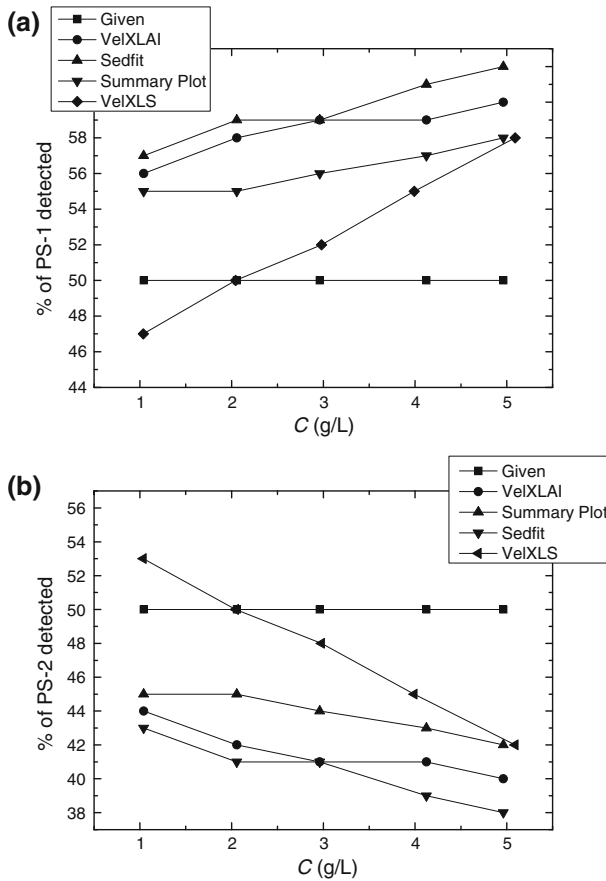 (a)
Given
VelXLAI
Sedfit
Summary Plot
VelXLS
58
56
54
52
50
48
46
44
% of PS-1 detected
1 2 3 4 5
C (g/L)
(b)
Given
VelXLAI
Summary Plot
Sedfit
VelXLS
56
54
52
50
48
46
44
42
40
38
% of PS-2 detected
1 2 3 4 5
C (g/L)